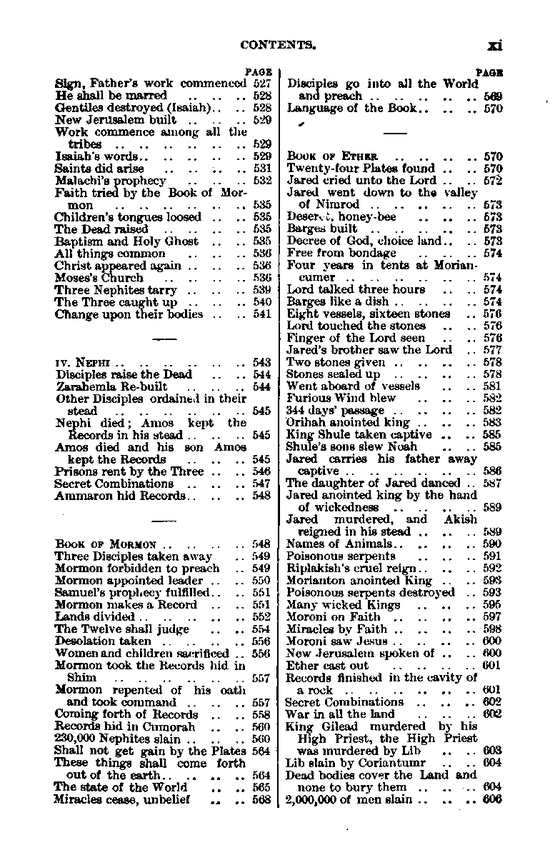 CONTENTS. xi
PAGE
Sign, Father's work commenced 527
He shall be marred .. .. .. 528
Gentiles destroyed (Isaiah).. .. 528
New Jerusalem built .. .. .. 529
Work commence among all the
tribes .. .. .. .. .. .. 529
Isaiah's words.. .. .. .. .. 529
Saints did arise .. .. .. .. 531
Malachi's prophecy .. .. .. 532
Faith tried by the Book of Mor-
mon .. .. .. .. .. .. 535
Children's tongues loosed .. .. 535
The Dead raised .. .. .. .. 535
Baptism and Holy Ghost .. .. 535
All things common .. .. .. 536
Christ appeared again .. .. .. 536
Moses's Church .. .. .. .. 536
Three Nephites tarry .. .. .. 539
The Three caught up .. .. .. 540
Change upon their bodies .. .. 541
IV. NEPHI .. .. .. .. .. .. 543
Disciples raise the Dead .. .. 544
Zarahemla Re-built .. .. .. 544
Other Disciples ordained in their
stead .. .. .. .. .. .. 545
Nephi died; Amos kept the
Records in his stead .. .. .. 545
Amos died and his son Amos
kept the Records .. .. .. 545
Prisons rent by the Three .. .. 546
Secret Combinations .. .. .. 547
Ammaron hid Records.. .. .. 548
BOOK OF MORMON .. .. .. .. 548
Three Disciples taken away .. 549
Mormon forbidden to preach .. 549
Mormon appointed leader .. .. 550
Samuel's prophecy fulfilled.. .. 551
Mormon makes a Record .. .. 551
Lands divided .. .. .. .. .. 552
The Twelve shall judge .. .. 554
Desolation taken .. .. .. .. 556
Women and children sacrificed .. 556
Mormon took the Records hid in
Shim .. .. .. .. .. .. 557
Mormon repented of his oath
and took command .. .. .. 557
Coming forth of Records .. .. 558
Records hid in Cumorah .. .. 560
230,000 Nephites slain .. .. .. 560
Shall not get gain by the Plates 564
These things shall come forth
out of the earth.. .. .. .. 564
The state of the World .. .. 565
Miracles cease, unbelief .. .. 568
PAGE
Disciples go into all the World
and preach .. .. .. .. .. 569
Language of the Book.. .. .. 570
BOOK OF ETHER .. .. .. .. 570
Twenty-four Plates found .. .. 570
Jared cried unto the Lord .. .. 572
Jared went down to the valley
of Nimrod .. .. .. .. .. 573
Deseret, honey-bee .. .. .. 573
Barges built .. .. .. .. .. 573
Decree of God, choice land.. .. 573
Free from bondage .. .. .. 574
Four years in tents at Morian-
cumer .. .. .. .. .. .. 574
Lord talked three hours .. .. 574
Barges like a dish .. .. .. .. 574
Eight vessels, sixteen stones .. 576
Lord touched the stones .. .. 576
Finger of the Lord seen .. .. 576
Jared's brother saw the Lord .. 577
Two stones given .. .. .. .. 578
Stones sealed up .. .. .. .. 578
Went aboard of vessels .. .. 581
Furious Wind blew .. .. .. 582
344 days' passage .. .. .. .. 582
Orihah anointed king .. .. .. 583
King Shule taken captive .. .. 585
Shule's sons slew Noah .. .. 585
Jared carries his father away
captive .. .. .. .. .. .. 586
The daughter of Jared danced .. 587
Jared anointed king by the hand
of wickedness .. .. .. .. 589
Jared murdered, and Akish
reigned in his stead .. .. .. 589
Names of Animals.. .. .. .. 590
Poisonous serpents .. .. .. 591
Riplakish's cruel reign.. .. .. 592
Morianton anointed King .. .. 593
Poisonous serpents destroyed .. 593
Many wicked Kings .. .. .. 595
Moroni on Faith .. .. .. .. 597
Miracles by Faith .. .. .. .. 598
Moroni saw Jesus .. .. .. .. 600
New Jerusalem spoken of .. .. 600
Ether cast out .. .. .. .. 601
Records finished in the cavity of
a rock .. .. .. .. .. .. 601
Secret Combinations .. .. .. 602
War in all the land .. .. .. 602
King Gilead murdered by his
High Priest, the High Priest
was murdered by Lib .. .. 603
Lib slain by Coriantumr .. .. 604
Dead bodies cover the Land and
none to bury them .. .. .. 604
2,000,000 of men slain .. .. .. 606